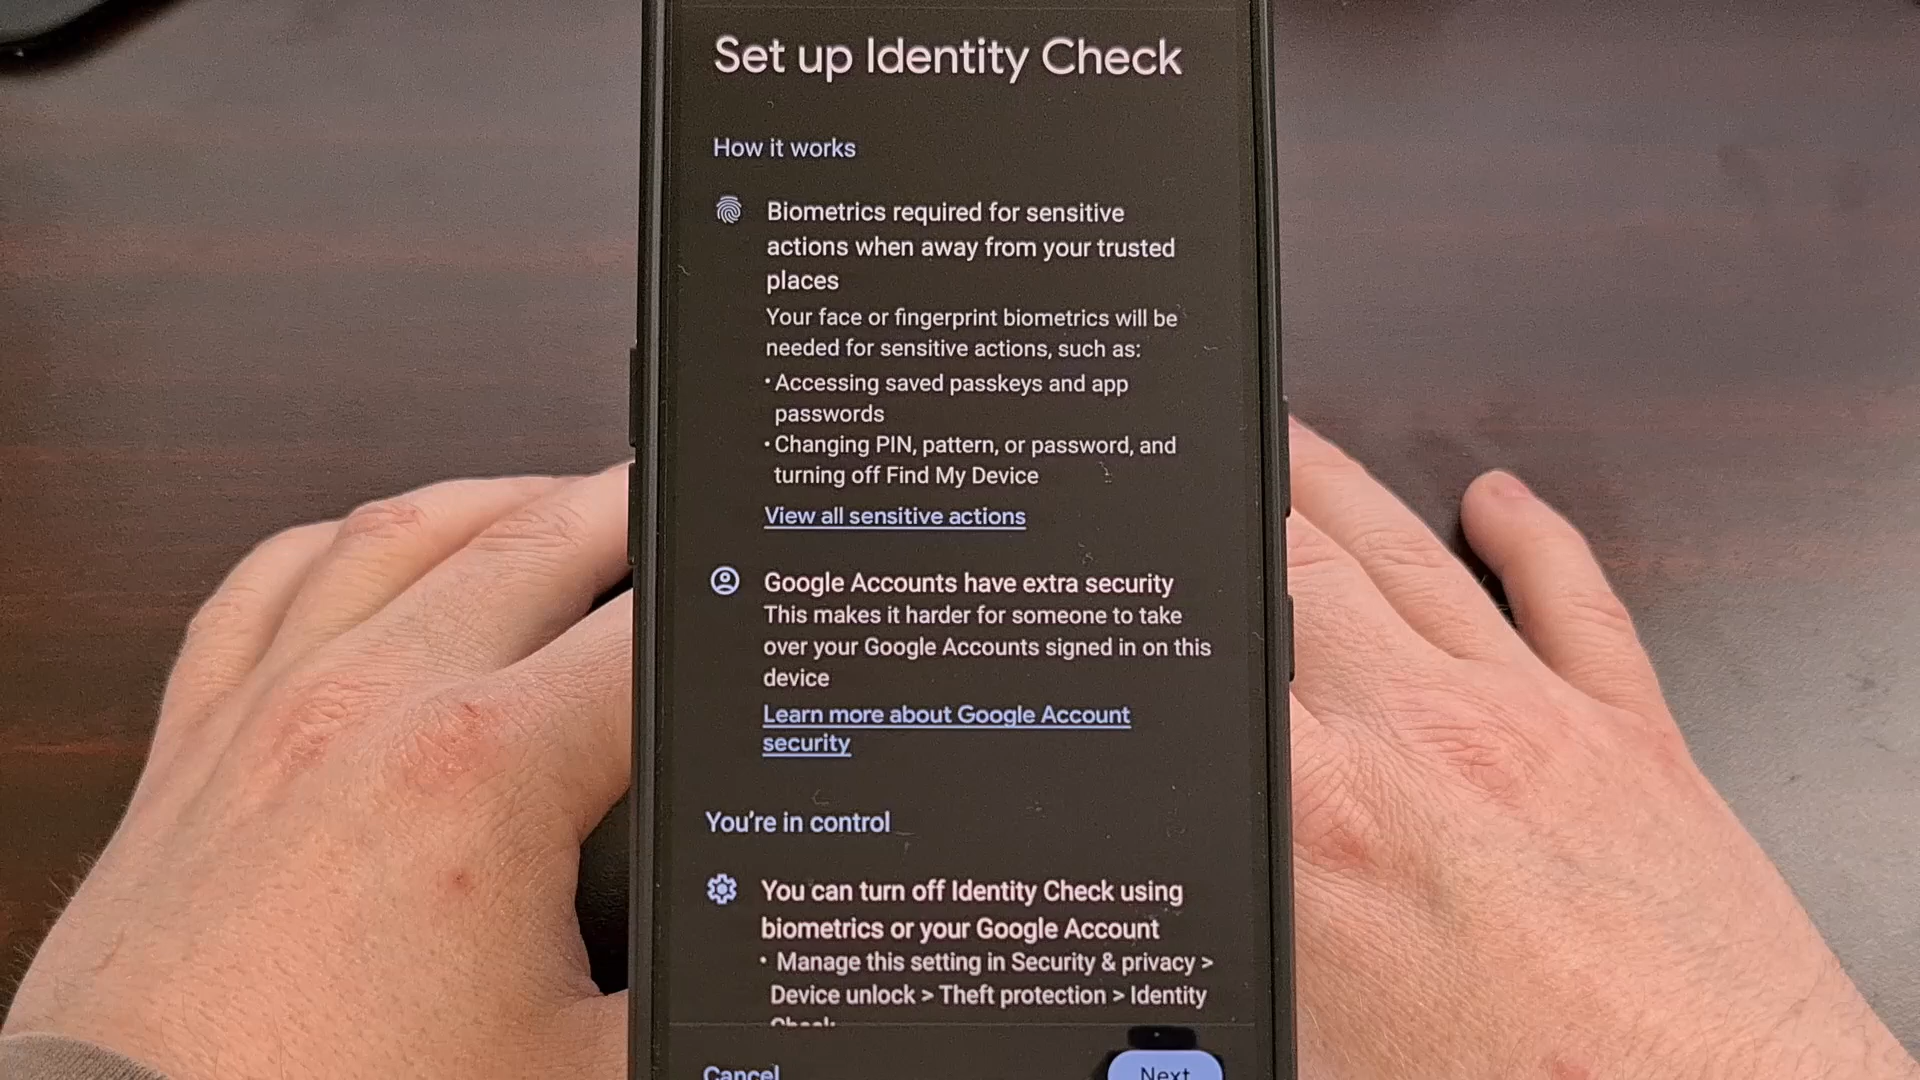 Set up Identity Check
How it works
Biometrics required for sensitive
actions when away from your trusted
places
Your face or fingerprint biometrics will be
needed for sensitive actions, such as:
• Accessing saved passkeys and app
passwords
• Changing PIN, pattern, or password, and
turning off Find My Device
View all sensitive actions
Google Accounts have extra security
This makes it harder for someone to take
over your Google Accounts signed in on this
device
Learn more about Google Account
security
You're in control
You can turn off Identity Check using
biometrics or your Google Account
• Manage this setting in Security & privacy >
Device unlock > Theft protection > Identity
Check
Cancel
Next